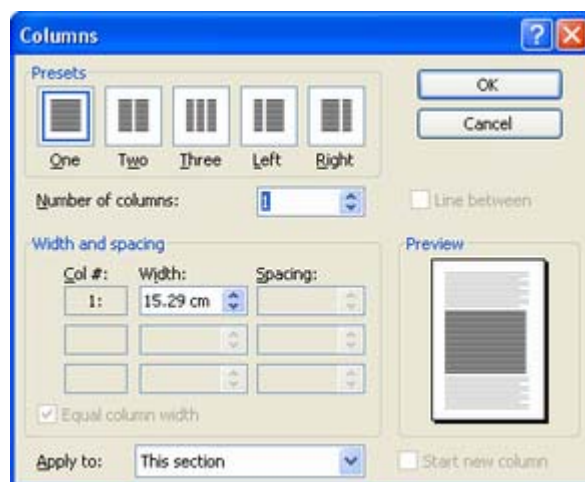 Columns
Presets
OK
Cancel
One Two Three Left Right
Number of columns: 1 Line between
Width and spacing Preview
Col #: Width: Spacing:
1: 15.29 cm
Equal column width
Apply to: This section Start new column